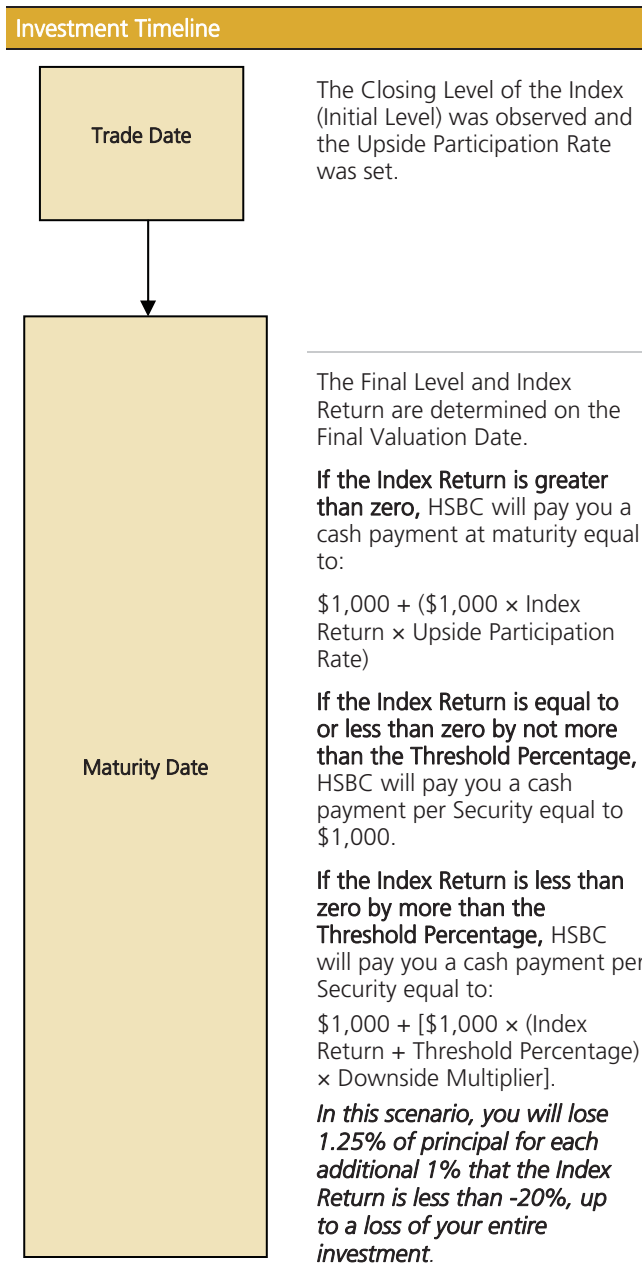 Investment Timeline
Trade Date
The Closing Level of the Index
(Initial Level) was observed and
the Upside Participation Rate
was set.
Maturity Date
The Final Level and Index
Return are determined on the
Final Valuation Date.
If the Index Return is greater
than zero, HSBC will pay you a
cash payment at maturity equal
to:
$1,000 + ($1,000 × Index
Return × Upside Participation
Rate)
If the Index Return is equal to
or less than zero by not more
than the Threshold Percentage,
HSBC will pay you a cash
payment per Security equal to
$1,000.
If the Index Return is less than
zero by more than the
Threshold Percentage, HSBC
will pay you a cash payment per
Security equal to:
$1,000 + [$1,000 × (Index
Return + Threshold Percentage)
× Downside Multiplier].
In this scenario, you will lose
1.25% of principal for each
additional 1% that the Index
Return is less than -20%, up
to a loss of your entire
investment.